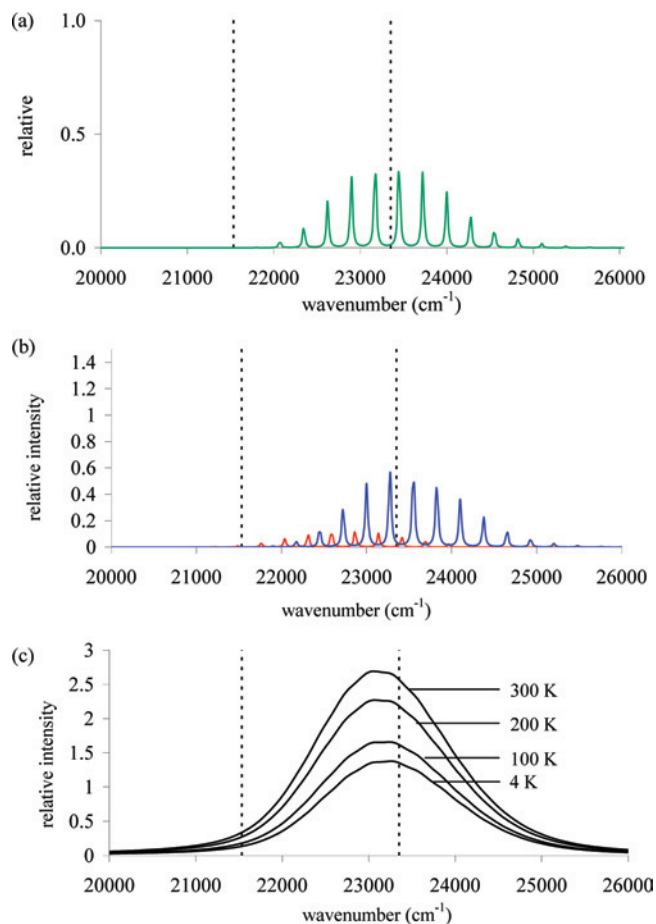 (a)
1.0
0.5
0.0
relative
20000 21000 22000 23000 24000 25000 26000
wavenumber (cm⁻¹)
(b)
1.4
1.2
1
0.8
0.6
0.4
0.2
0
relative intensity
20000 21000 22000 23000 24000 25000 26000
wavenumber (cm⁻¹)
(c)
3
2.5
2
1.5
1
0.5
0
relative intensity
300 K
200 K
100 K
4 K
20000 21000 22000 23000 24000 25000 26000
wavenumber (cm⁻¹)